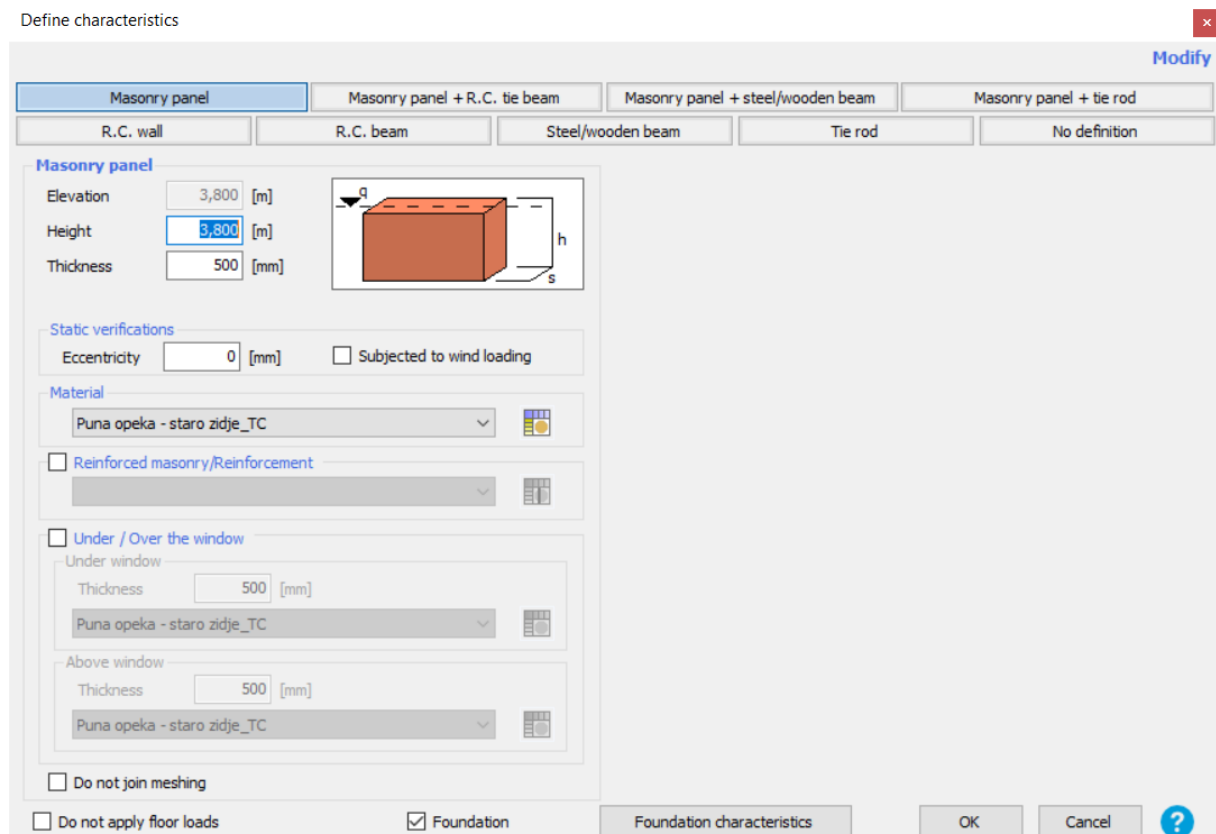 Define characteristics
×
Modify
Masonry panel
Masonry panel + R.C. tie beam
Masonry panel + steel/wooden beam
Masonry panel + tie rod
R.C. wall
R.C. beam
Steel/wooden beam
Tie rod
No definition
Masonry panel
Elevation 3,800 [m]
Height 3,800 [m]
Thickness 500 [mm]
q
h
s
Static verifications
Eccentricity 0 [mm] Subjected to wind loading
Material
Puna opeka - staro zidje_TC
Reinforced masonry/Reinforcement
Under / Over the window
Under window
Thickness 500 [mm]
Puna opeka - staro zidje_TC
Above window
Thickness 500 [mm]
Puna opeka - staro zidje_TC
Do not join meshing
Do not apply floor loads
Foundation
Foundation characteristics
OK
Cancel
?